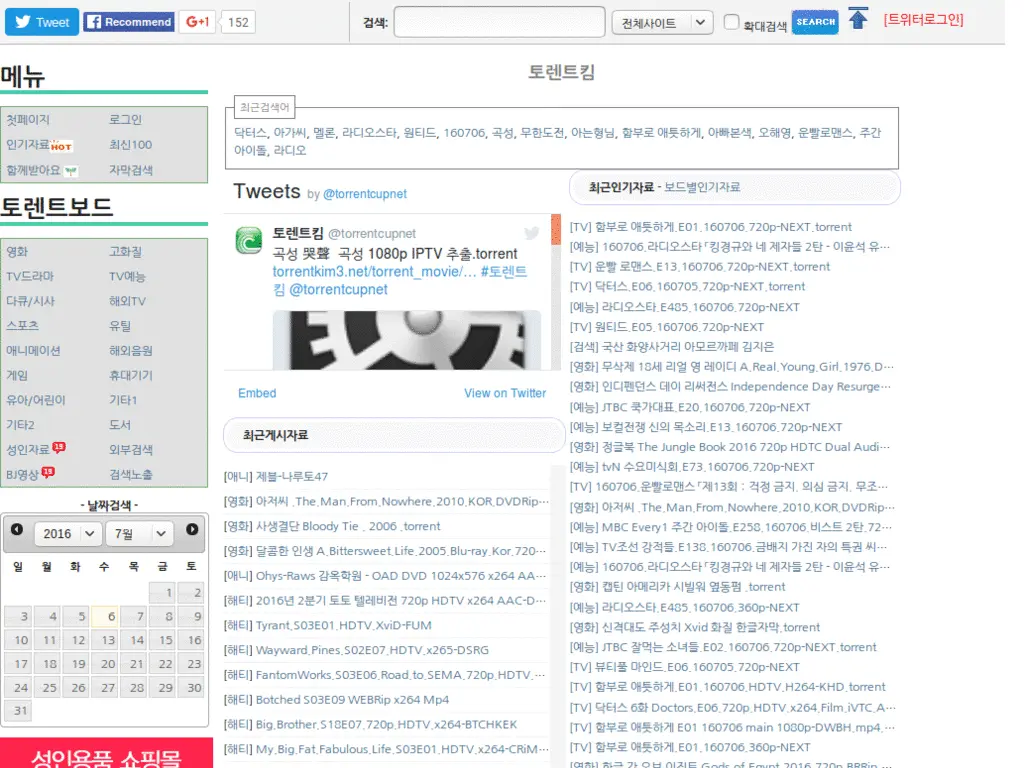 Tweet
Recommend
G+1
152
검색:
전체사이트
확대검색
SEARCH
[트위터로그인]
메뉴
첫페이지 로그인
인기자료 HOT 최신100
함께받아요 자막검색
토렌트보드
영화 고화질
TV드라마 TV예능
다큐/시사 해외TV
스포츠 유틸
애니메이션 해외음원
게임 휴대기기
유아/어린이 기타1
기타2 도서
성인자료 19 외부검색
BJ영상 19 검색노출
- 날짜검색 -
2016 7월
일 월 화 수 목 금 토
1 2
3 4 5 6 7 8 9
10 11 12 13 14 15 16
17 18 19 20 21 22 23
24 25 26 27 28 29 30
31
성인용품 쇼핑몰
토렌트킴
최근검색어
닥터스, 아가씨, 멜론, 라디오스타, 원티드, 160706, 곡성, 무한도전, 아는형님, 함부로 애틋하게, 아빠본색, 오해영, 운빨로맨스, 주간
아이돌, 라디오
Tweets by @torrentcupnet
토렌트킴 @torrentcupnet
곡성 哭聲 곡성 1080p IPTV 추출.torrent
torrentkim3.net/torrent_movie/… #토렌트
킴 @torrentcupnet
Embed
View on Twitter
최근게시자료
[애니] 제블-나루토47
[영화] 아저씨 .The.Man.From.Nowhere.2010.KOR.DVDRip…
[영화] 사생결단 Bloody Tie . 2006 .torrent
[영화] 달콤한 인생 A.Bittersweet.Life.2005.Blu-ray.Kor.720…
[애니] Ohys-Raws 감옥학원 - OAD DVD 1024x576 x264 AA…
[해티] 2016년 2분기 토토 텔레비전 720p HDTV x264 AAC-D…
[해티] Tyrant.S03E01.HDTV.XviD-FUM
[해티] Wayward.Pines.S02E07.HDTV.x265-DSRG
[해티] FantomWorks.S03E06.Road.to.SEMA.720p.HDTV.…
[해티] Botched S03E09 WEBRip x264 Mp4
[해티] Big.Brother.S18E07.720p.HDTV.x264-BTCHKEK
[해티] My.Big.Fat.Fabulous.Life.S03E01.HDTV.x264-CRiM…
최근인기자료 - 보드별인기자료
[TV] 함부로 애틋하게.E01.160706.720p-NEXT.torrent
[예능] 160706.라디오스타「킹경규와 네 제자들 2탄 - 이윤석 유…
[TV] 운빨 로맨스.E13.160706.720p-NEXT.torrent
[TV] 닥터스.E06.160705.720p-NEXT.torrent
[예능] 라디오스타.E485.160706.720p-NEXT
[TV] 원티드.E05.160706.720p-NEXT
[검색] 국산 화양사거리 아모르까페 김지은
[영화] 무삭제 18세 리얼 영 레이디 A.Real.Young.Girl.1976.D…
[영화] 인디펜던스 데이 리써전스 Independence Day Resurge…
[예능] JTBC 쿡가대표.E20.160706.720p-NEXT
[예능] 보컬전쟁 신의 목소리.E13.160706.720p-NEXT
[영화] 정글북 The Jungle Book 2016 720p HDTC Dual Audi…
[예능] tvN 수요미식회.E73.160706.720p-NEXT
[TV] 160706.운빨로맨스「제13회 : 걱정 금지. 의심 금지. 무조…
[영화] 아저씨 .The.Man.From.Nowhere.2010.KOR.DVDRip…
[예능] MBC Every1 주간 아이돌.E258.160706.비스트 2탄.72…
[예능] TV조선 강적들.E138.160706.금배지 가진 자의 특권 씨…
[예능] 160706.라디오스타「킹경규와 네 제자들 2탄 - 이윤석 유…
[영화] 캡틴 아메리카 시빌워 염동펌 .torrent
[예능] 라디오스타.E485.160706.360p-NEXT
[영화] 신격대도 주성치 Xvid 화질 한글자막.torrent
[예능] JTBC 잘먹는 소녀들.E02.160706.720p-NEXT.torrent
[TV] 뷰티풀 마인드.E06.160705.720p-NEXT
[TV] 함부로 애틋하게.E01.160706.HDTV.H264-KHD.torrent
[TV] 닥터스 6화 Doctors.E06.720p.HDTV.x264.Film.iVTC.A…
[TV] 함부로 애틋하게 E01 160706 main 1080p-DWBH.mp4…
[TV] 함부로 애틋하게.E01.160706.360p-NEXT